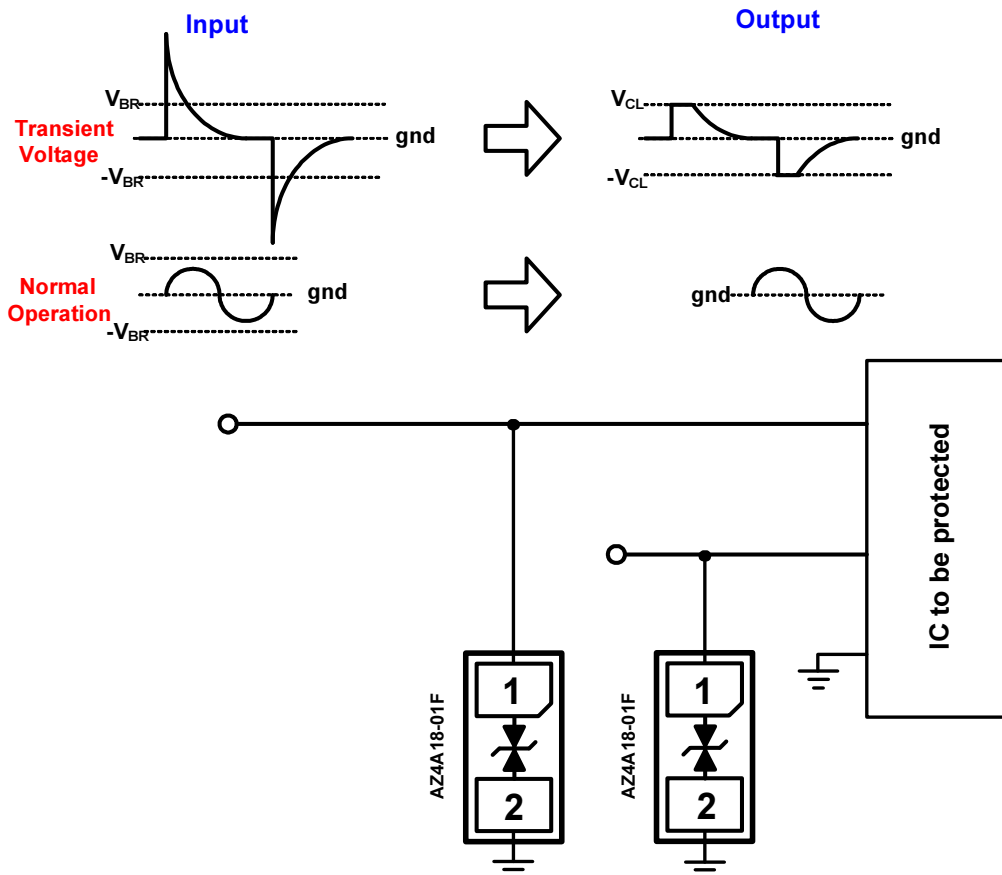 Input
Output
V_BR
Transient
Voltage
gnd
-V_BR
V_CL
gnd
-V_CL
V_BR
Normal
Operation
gnd
-V_BR
gnd
IC to be protected
AZ4A18-01F
1
2
AZ4A18-01F
1
2